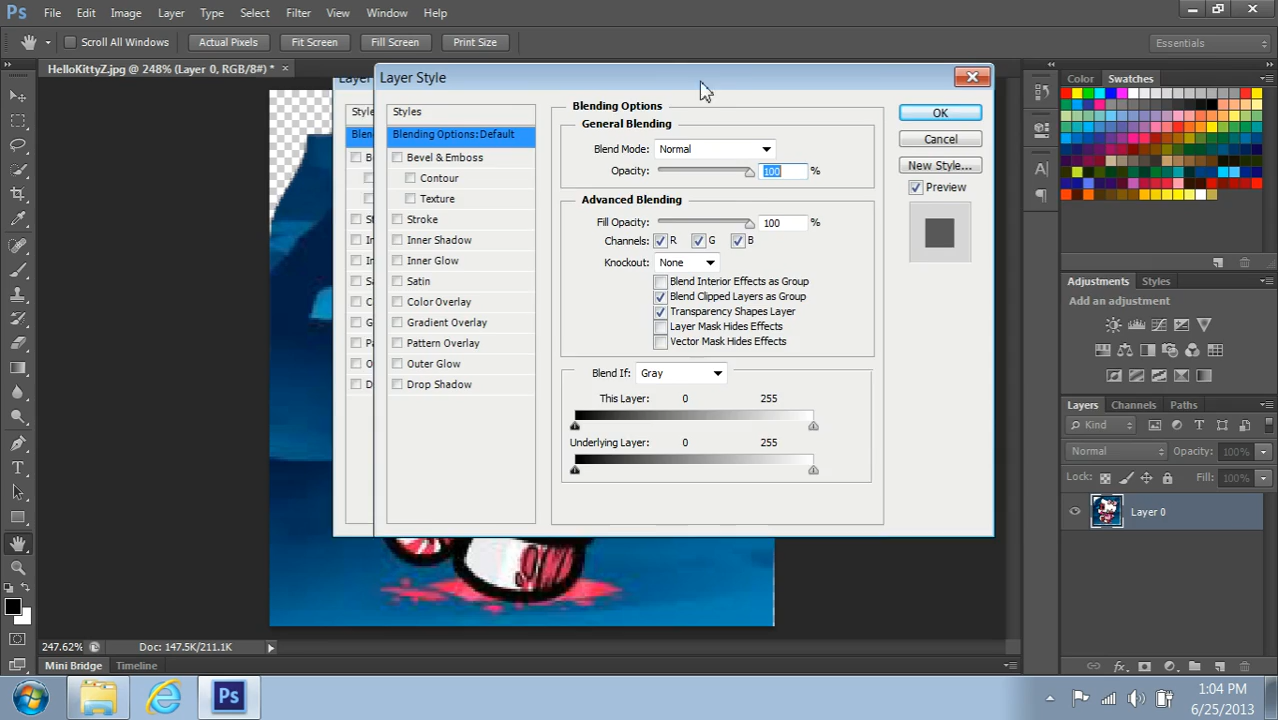 Ps File Edit Image Layer Type Select Filter View Window Help
Scroll All Windows Actual Pixels Fit Screen Fill Screen Print Size Essentials
HelloKittyZ.jpg @ 248% (Layer 0, RGB/8#) *
Layer Style
Styles
Blending Options: Default
Bevel & Emboss
Contour
Texture
Stroke
Inner Shadow
Inner Glow
Satin
Color Overlay
Gradient Overlay
Pattern Overlay
Outer Glow
Drop Shadow
Blending Options
General Blending
Blend Mode: Normal
Opacity: 100 %
Advanced Blending
Fill Opacity: 100 %
Channels: R G B
Knockout: None
Blend Interior Effects as Group
Blend Clipped Layers as Group
Transparency Shapes Layer
Layer Mask Hides Effects
Vector Mask Hides Effects
Blend If: Gray
This Layer: 0 255
Underlying Layer: 0 255
OK
Cancel
New Style...
Preview
Color Swatches
Adjustments Styles
Add an adjustment
Layers Channels Paths
Kind
Normal Opacity: 100%
Lock: Fill: 100%
Layer 0
247.62% Doc: 147.5K/211.1K
Mini Bridge Timeline
Ps
1:04 PM
6/25/2013